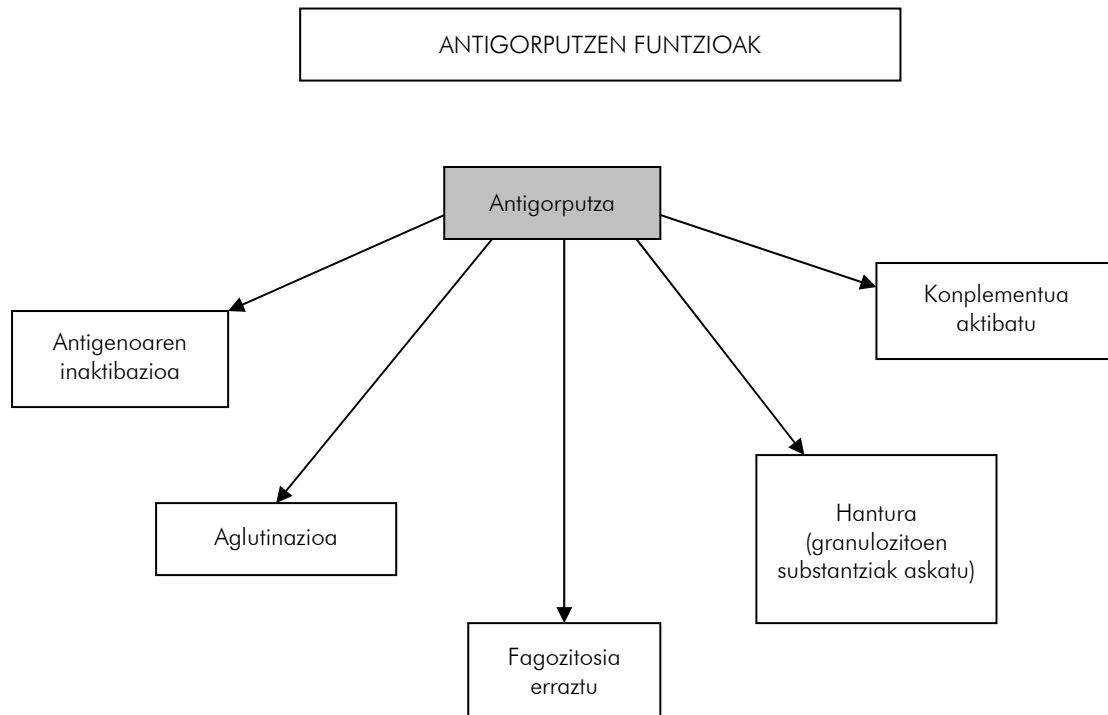 ANTIGORPUTZEN FUNTZIOAK
Antigorputza
Konplementua
aktibatu
Antigenoaren
inaktibazioa
Aglutinazioa
Hantura
(granulozitoen
substantziak askatu)
Fagozitosia
erraztu